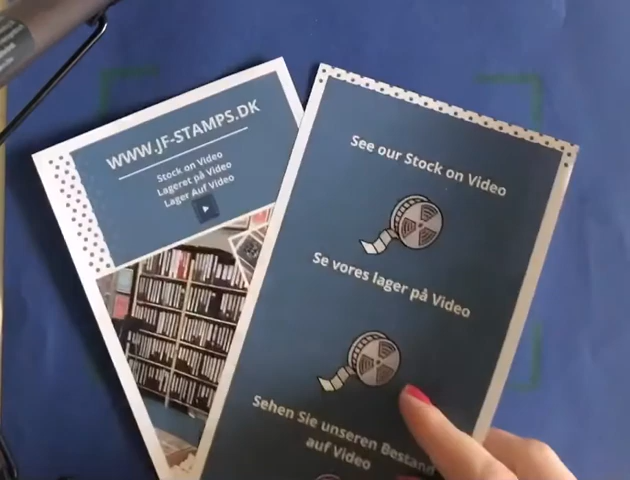 WWW.JF-STAMPS.DK
Stock on Video
Lageret på Video
Lager Auf Video
See our Stock on Video
Se vores lager på Video
Sehen Sie unseren Bestand
auf Video